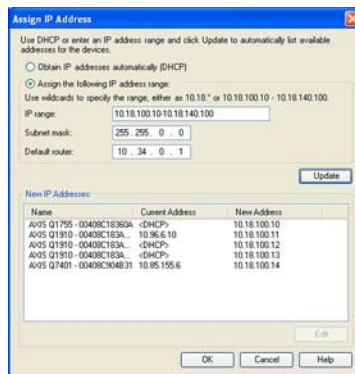 Assign IP Address
Use DHCP or enter an IP address range and click Update to automatically list available
addresses for the devices.
Obtain IP addresses automatically (DHCP)
Assign the following IP address range:
Use wildcards to specify the range, either as 10.18.* or 10.18.100.10 - 10.18.140.100.
IP range: 10.18.100.10-10.18.140.100
Subnet mask: 255 . 255 . 0 . 0
Default router: 10 . 34 . 0 . 1
Update
New IP Addresses:
Name Current Address New Address
AXIS Q1755 - 00408C18360A <DHCP> 10.18.100.10
AXIS Q1910 - 00408C183A... 10.96.6.10 10.18.100.11
AXIS Q1910 - 00408C183A... <DHCP> 10.18.100.12
AXIS Q1910 - 00408C183A... <DHCP> 10.18.100.13
AXIS Q7401 - 00408C904B31 10.85.155.6 10.18.100.14
Edit
OK Cancel Help